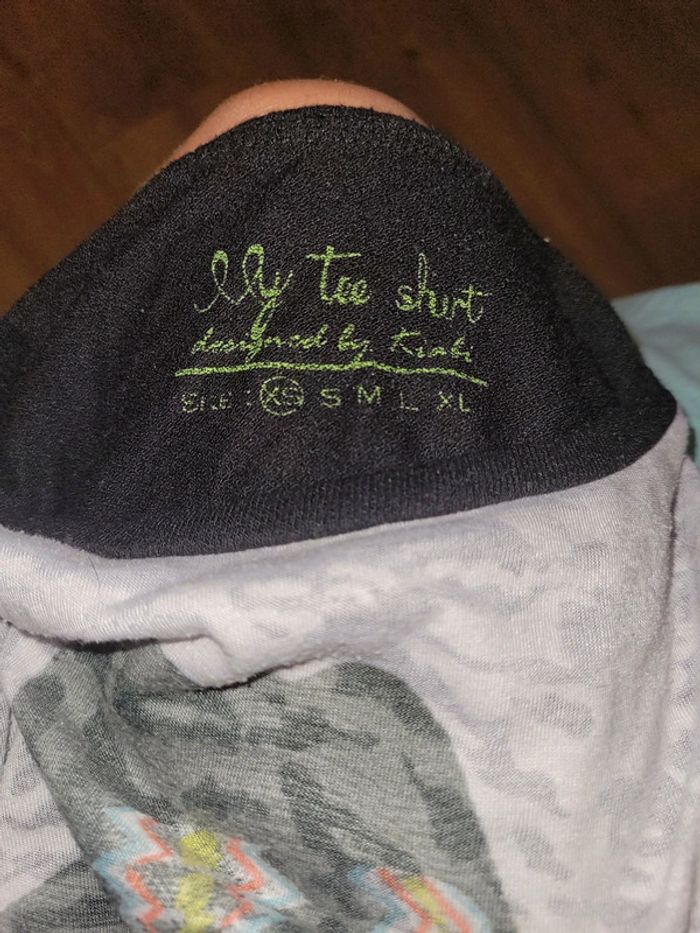 My tee shirt
designed by Kiabi
SIZE : XS S M L XL